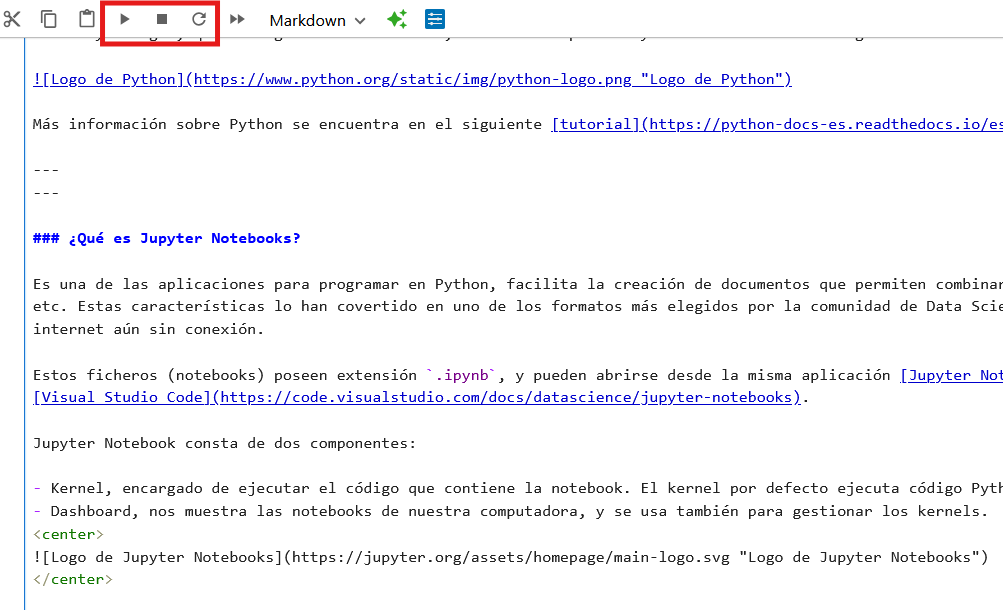 Markdown
![Logo de Python](https://www.python.org/static/img/python-logo.png "Logo de Python")
Más información sobre Python se encuentra en el siguiente [tutorial](https://python-docs-es.readthedocs.io/es
---
---
### ¿Qué es Jupyter Notebooks?
Es una de las aplicaciones para programar en Python, facilita la creación de documentos que permiten combinar
etc. Estas características lo han covertido en uno de los formatos más elegidos por la comunidad de Data Scie
internet aún sin conexión.
Estos ficheros (notebooks) poseen extensión `.ipynb`, y pueden abrirse desde la misma aplicación [Jupyter Not
[Visual Studio Code](https://code.visualstudio.com/docs/datascience/jupyter-notebooks).
Jupyter Notebook consta de dos componentes:
- Kernel, encargado de ejecutar el código que contiene la notebook. El kernel por defecto ejecuta código Pyth
- Dashboard, nos muestra las notebooks de nuestra computadora, y se usa también para gestionar los kernels.
<center>
![Logo de Jupyter Notebooks](https://jupyter.org/assets/homepage/main-logo.svg "Logo de Jupyter Notebooks")
</center>